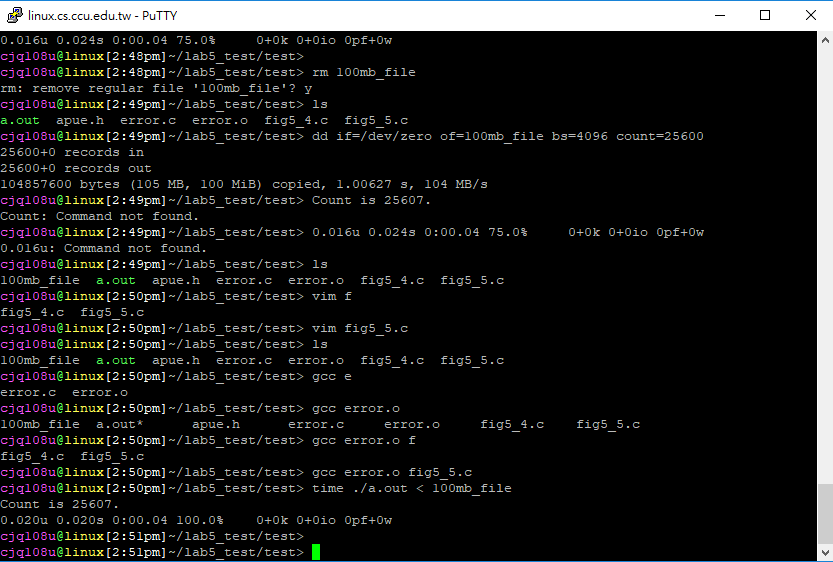 linux.cs.ccu.edu.tw - PuTTY
0.016u 0.024s 0:00.04 75.0%     0+0k 0+0io 0pf+0w
cjq108u@linux[2:48pm]~/lab5_test/test>
cjq108u@linux[2:48pm]~/lab5_test/test> rm 100mb_file
rm: remove regular file '100mb_file'? y
cjq108u@linux[2:49pm]~/lab5_test/test> ls
a.out  apue.h  error.c  error.o  fig5_4.c  fig5_5.c
cjq108u@linux[2:49pm]~/lab5_test/test> dd if=/dev/zero of=100mb_file bs=4096 count=25600
25600+0 records in
25600+0 records out
104857600 bytes (105 MB, 100 MiB) copied, 1.00627 s, 104 MB/s
cjq108u@linux[2:49pm]~/lab5_test/test> Count is 25607.
Count: Command not found.
cjq108u@linux[2:49pm]~/lab5_test/test> 0.016u 0.024s 0:00.04 75.0%     0+0k 0+0io 0pf+0w
0.016u: Command not found.
cjq108u@linux[2:49pm]~/lab5_test/test> ls
100mb_file  a.out  apue.h  error.c  error.o  fig5_4.c  fig5_5.c
cjq108u@linux[2:50pm]~/lab5_test/test> vim f
fig5_4.c  fig5_5.c
cjq108u@linux[2:50pm]~/lab5_test/test> vim fig5_5.c
cjq108u@linux[2:50pm]~/lab5_test/test> ls
100mb_file  a.out  apue.h  error.c  error.o  fig5_4.c  fig5_5.c
cjq108u@linux[2:50pm]~/lab5_test/test> gcc e
error.c  error.o
cjq108u@linux[2:50pm]~/lab5_test/test> gcc error.o
100mb_file  a.out*      apue.h      error.c     error.o     fig5_4.c    fig5_5.c
cjq108u@linux[2:50pm]~/lab5_test/test> gcc error.o f
fig5_4.c  fig5_5.c
cjq108u@linux[2:50pm]~/lab5_test/test> gcc error.o fig5_5.c
cjq108u@linux[2:50pm]~/lab5_test/test> time ./a.out < 100mb_file
Count is 25607.
0.020u 0.020s 0:00.04 100.0%    0+0k 0+0io 0pf+0w
cjq108u@linux[2:51pm]~/lab5_test/test>
cjq108u@linux[2:51pm]~/lab5_test/test>